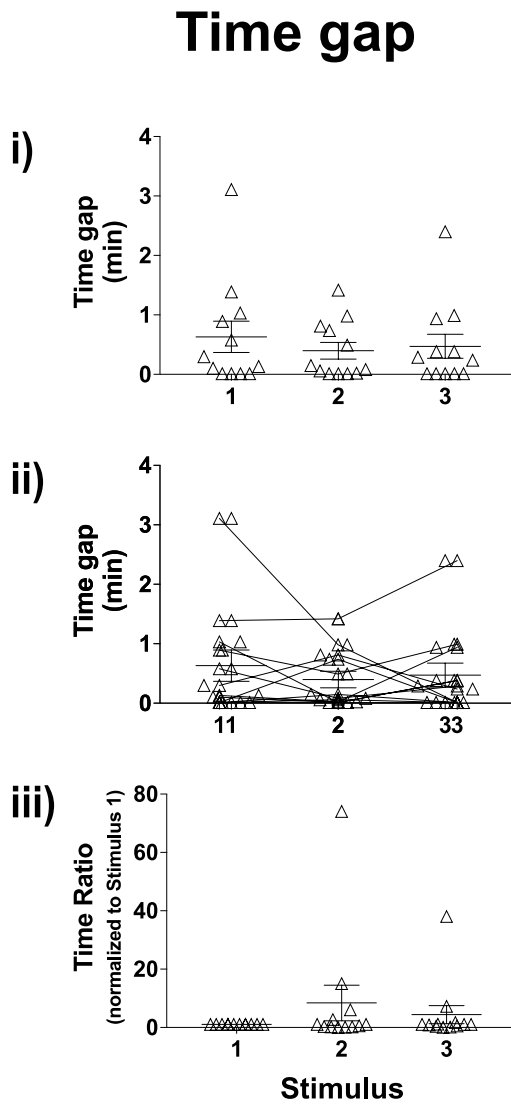 Time gap
i)
Time gap
(min)
4
3
2
1
0
1 2 3
ii)
Time gap
(min)
4
3
2
1
0
11 2 33
iii)
Time Ratio
(normalized to Stimulus 1)
80
60
40
20
0
1 2 3
Stimulus